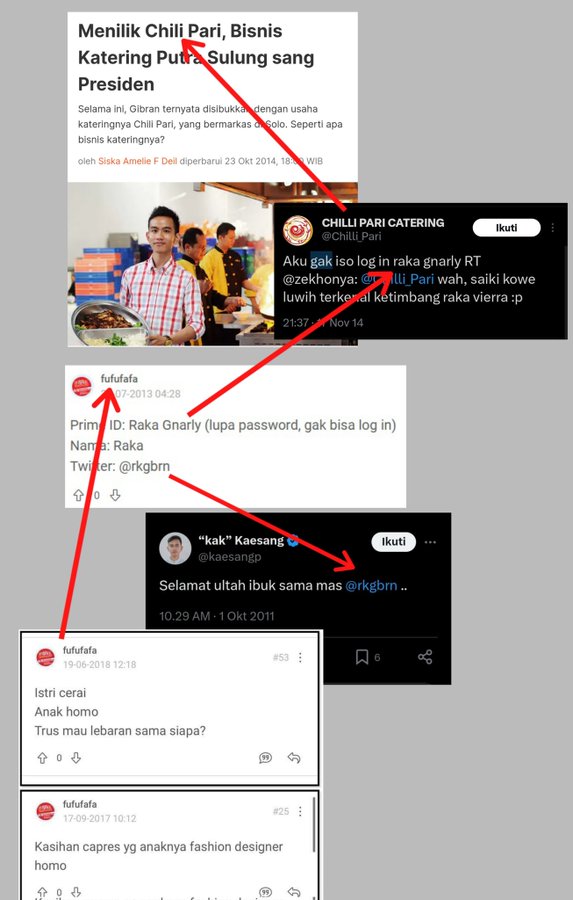 Menilik Chili Pari, Bisnis
Katering Putra Sulung sang
Presiden
Selama ini, Gibran ternyata disibukkan dengan usaha
kateringnya Chili Pari, yang bermarkas di Solo. Seperti apa
bisnis kateringnya?
oleh Siska Amelie F Deil diperbarui 23 Okt 2014, 18:00 WIB
CHILLI PARI CATERING
@Chilli_Pari
Ikuti
Aku gak iso log in raka gnarly RT
@zekhonya: @Chilli_Pari wah, saiki kowe
luwih terkenal ketimbang raka vierra :p
21:37 · 17 Nov 14
fufufafa
07-2013 04:28
Prime ID: Raka Gnarly (lupa password, gak bisa log in)
Nama: Raka
Twitter: @rkgbrn
0
“kak” Kaesang
@kaesangp
Ikuti
Selamat ultah ibuk sama mas @rkgbrn ..
10.29 AM · 1 Okt 2011
6
fufufafa
19-06-2018 12:18
#53
Istri cerai
Anak homo
Trus mau lebaran sama siapa?
0
fufufafa
17-09-2017 10:12
#25
Kasihan capres yg anaknya fashion designer
homo
0